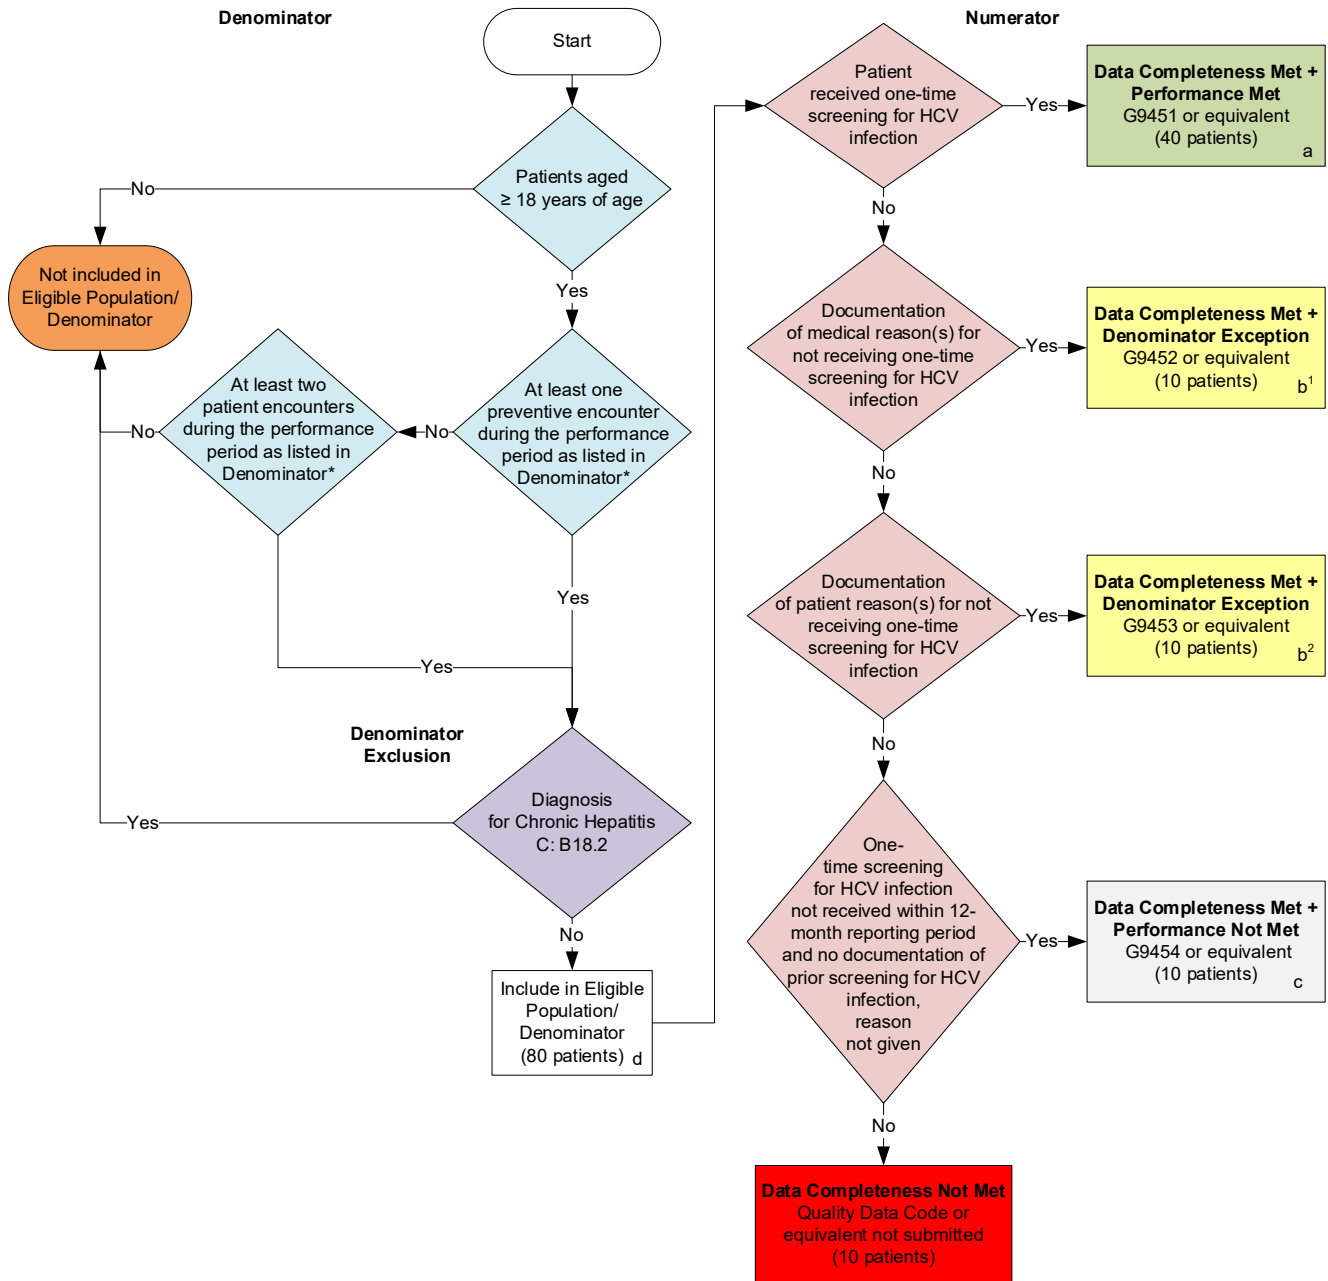 Denominator
Numerator
Start
Patients aged
≥ 18 years of age
No
Yes
Not included in
Eligible Population/
Denominator
At least two
patient encounters
during the performance
period as listed in
Denominator*
No
No
At least one
preventive encounter
during the performance
period as listed in
Denominator*
Yes
Yes
Denominator
Exclusion
Diagnosis
for Chronic Hepatitis
C: B18.2
Yes
No
Include in Eligible
Population/
Denominator
(80 patients) d
Patient
received one-time
screening for HCV
infection
Yes
Data Completeness Met +
Performance Met
G9451 or equivalent
(40 patients)
a
No
Documentation
of medical reason(s) for
not receiving one-time
screening for HCV
infection
Yes
Data Completeness Met +
Denominator Exception
G9452 or equivalent
(10 patients)
b¹
No
Documentation
of patient reason(s) for not
receiving one-time
screening for HCV
infection
Yes
Data Completeness Met +
Denominator Exception
G9453 or equivalent
(10 patients)
b²
No
One-
time screening
for HCV infection
not received within 12-
month reporting period
and no documentation of
prior screening for HCV
infection,
reason
not given
Yes
Data Completeness Met +
Performance Not Met
G9454 or equivalent
(10 patients)
c
No
Data Completeness Not Met
Quality Data Code or
equivalent not submitted
(10 patients)